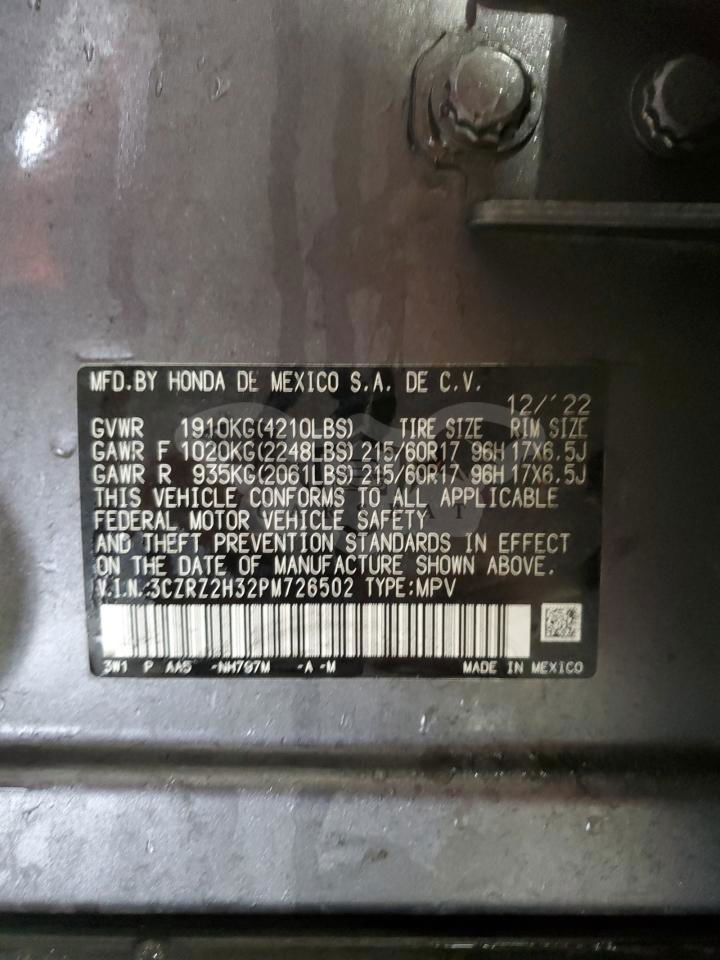 MFD.BY HONDA DE MEXICO S.A. DE C.V.
12/'22
GVWR 1910KG(4210LBS) TIRE SIZE RIM SIZE
GAWR F 1020KG(2248LBS) 215/60R17 96H 17X6.5J
GAWR R 935KG(2061LBS) 215/60R17 96H 17X6.5J
THIS VEHICLE CONFORMS TO ALL APPLICABLE
FEDERAL MOTOR VEHICLE SAFETY
AND THEFT PREVENTION STANDARDS IN EFFECT
ON THE DATE OF MANUFACTURE SHOWN ABOVE.
V.I.N.:3CZRZ2H32PM726502 TYPE:MPV
3W1 P AA5 -NH797M -A -M MADE IN MEXICO